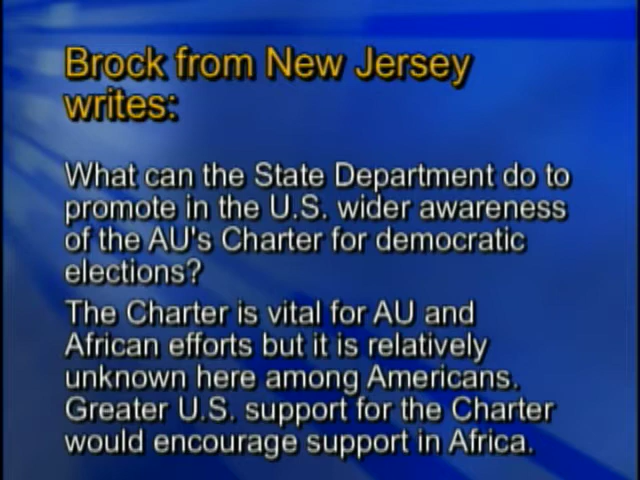 Brock from New Jersey
writes:
What can the State Department do to
promote in the U.S. wider awareness
of the AU's Charter for democratic
elections?
The Charter is vital for AU and
African efforts but it is relatively
unknown here among Americans.
Greater U.S. support for the Charter
would encourage support in Africa.